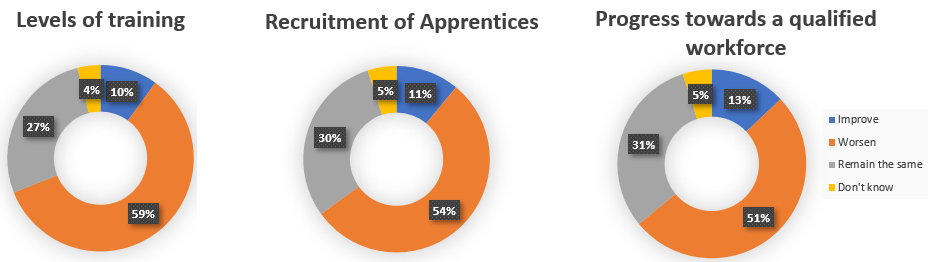 Levels of training
4%
10%
27%
59%
Recruitment of Apprentices
5%
11%
30%
54%
Progress towards a qualified
workforce
5%
13%
31%
51%
Improve
Worsen
Remain the same
Don't know